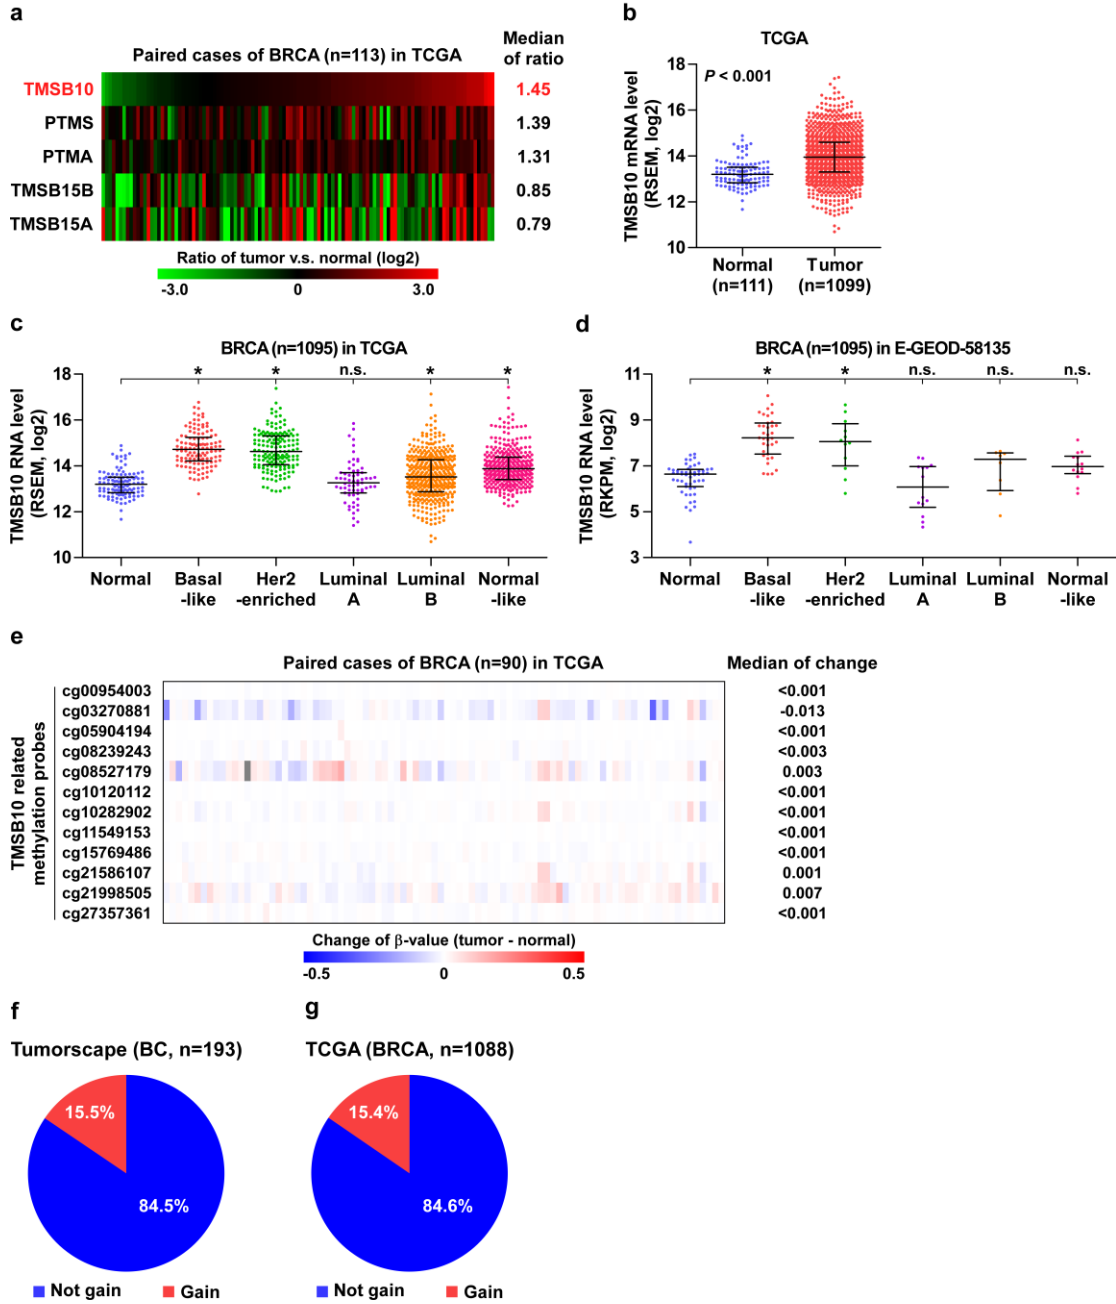 a
Paired cases of BRCA (n=113) in TCGA
Median
of ratio
TMSB10
1.45
PTMS
1.39
PTMA
1.31
TMSB15B
0.85
TMSB15A
0.79
Ratio of tumor v.s. normal (log2)
-3.0
0
3.0
b
TCGA
P < 0.001
TMSB10 mRNA level
(RSEM, log2)
18
16
14
12
10
Normal
(n=111)
Tumor
(n=1099)
c
BRCA (n=1095) in TCGA
* * n.s. * *
TMSB10 RNA level
(RSEM, log2)
18
16
14
12
10
Normal
Basal
-like
Her2
-enriched
Luminal
A
Luminal
B
Normal
-like
d
BRCA (n=1095) in E-GEOD-58135
* * n.s. n.s. n.s.
TMSB10 RNA level
(RKPM, log2)
11
9
7
5
3
Normal
Basal
-like
Her2
-enriched
Luminal
A
Luminal
B
Normal
-like
e
Paired cases of BRCA (n=90) in TCGA
Median of change
TMSB10 related
methylation probes
cg00954003
<0.001
cg03270881
-0.013
cg05904194
<0.001
cg08239243
<0.003
cg08527179
0.003
cg10120112
<0.001
cg10282902
<0.001
cg11549153
<0.001
cg15769486
<0.001
cg21586107
0.001
cg21998505
0.007
cg27357361
<0.001
Change of β-value (tumor - normal)
-0.5
0
0.5
f
Tumorscape (BC, n=193)
15.5%
84.5%
Not gain
Gain
g
TCGA (BRCA, n=1088)
15.4%
84.6%
Not gain
Gain